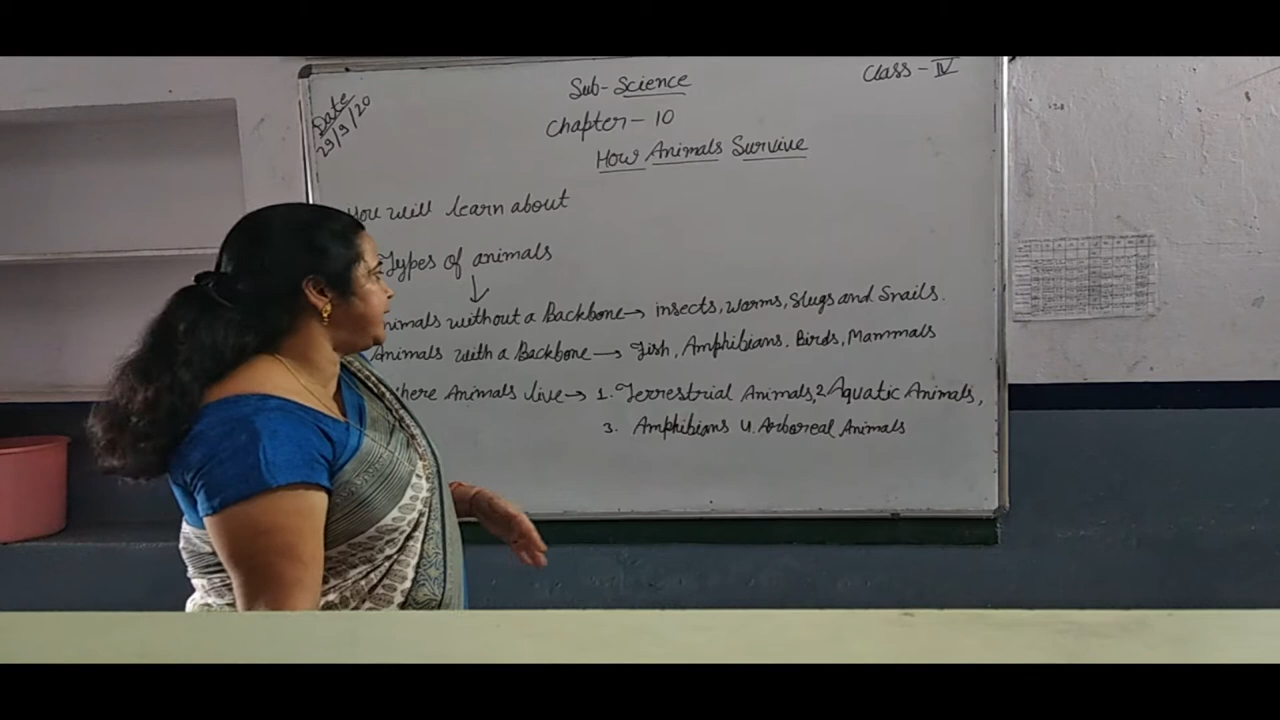 Date
29/9/20
Sub-Science
Class-IV
Chapter-10
How Animals Survive
You will learn about
Types of animals
↓
nimals without a Backbone→ insects, worms, Slugs and Snails.
Animals with a Backbone → Fish, Amphibians. Birds, Mammals
here Animals live→ 1. Terrestrial Animals, 2 Aquatic Animals,
3. Amphibians 4. Arboreal Animals